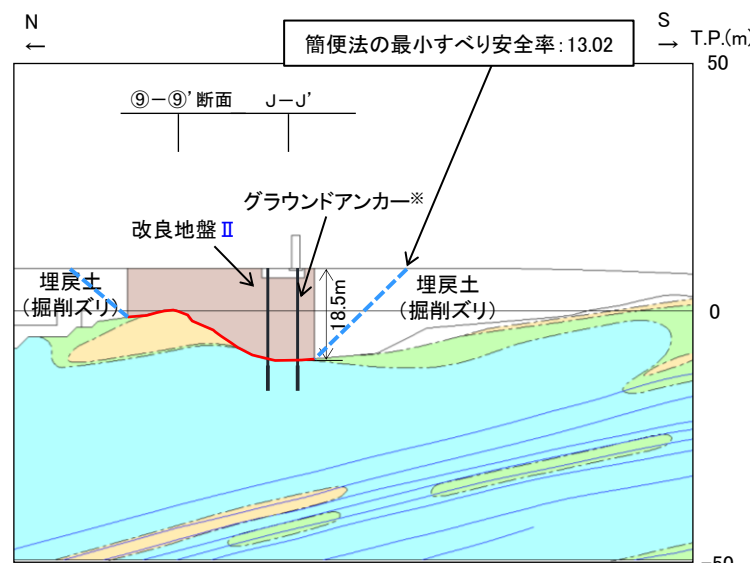 N
←
簡便法の最小すべり安全率:13.02
S
→
T.P.(m)
50
⑨-⑨'断面
J-J'
グラウンドアンカー※
改良地盤Ⅱ
埋戻土
(掘削ズリ)
18.5m
埋戻土
(掘削ズリ)
0
-50